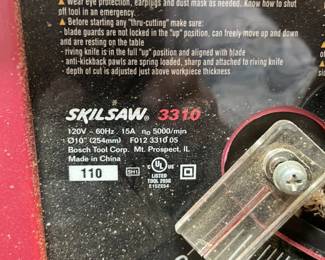 ▲ Wear eye protection, earplugs and dust mask as needed. Know how to shut
off tool in an emergency.
▲ Before starting any "thru-cutting" make sure:
- blade guards are not locked in the "up" position, can freely move up and down
and are resting on the table
- riving knife is in the full "up" position and aligned with blade
- anti-kickback pawls are spring loaded, sharp and attached to riving knife
- depth of cut is adjusted just above workpiece thickness.
SKILSAW 3310
120V ~ 60Hz 15A n₀ 5000/min
Ø10" (254mm) F012 3310 05
Bosch Tool Corp. Mt. Prospect, IL
Made in China
110
SH1
UL
LISTED